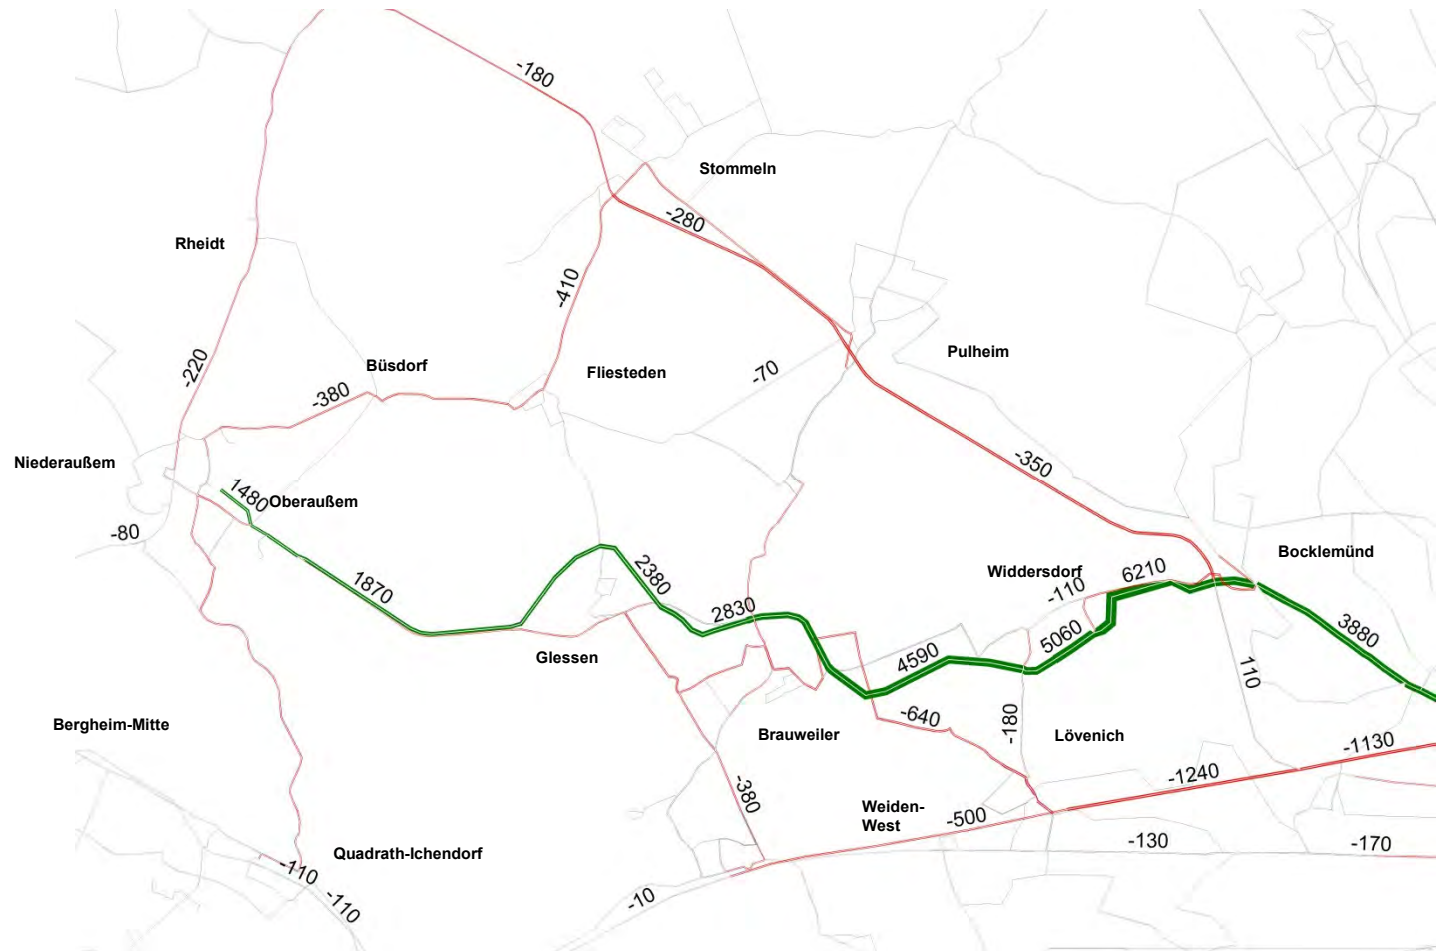 -180
Stommeln
-280
Rheidt
-410
-220
Büsdorf
-380
Fliesteden
-70
Pulheim
-350
Niederaußem
1480
Oberaußem
-80
Bocklemünd
Widdersdorf
6210
-110
2380
1870
2830
3880
5060
4590
Glessen
110
-180
-640
Bergheim-Mitte
Brauweiler
Lövenich
-1130
-1240
-380
Weiden-
West
-500
-130
-170
Quadrath-Ichendorf
-110
-110
-10